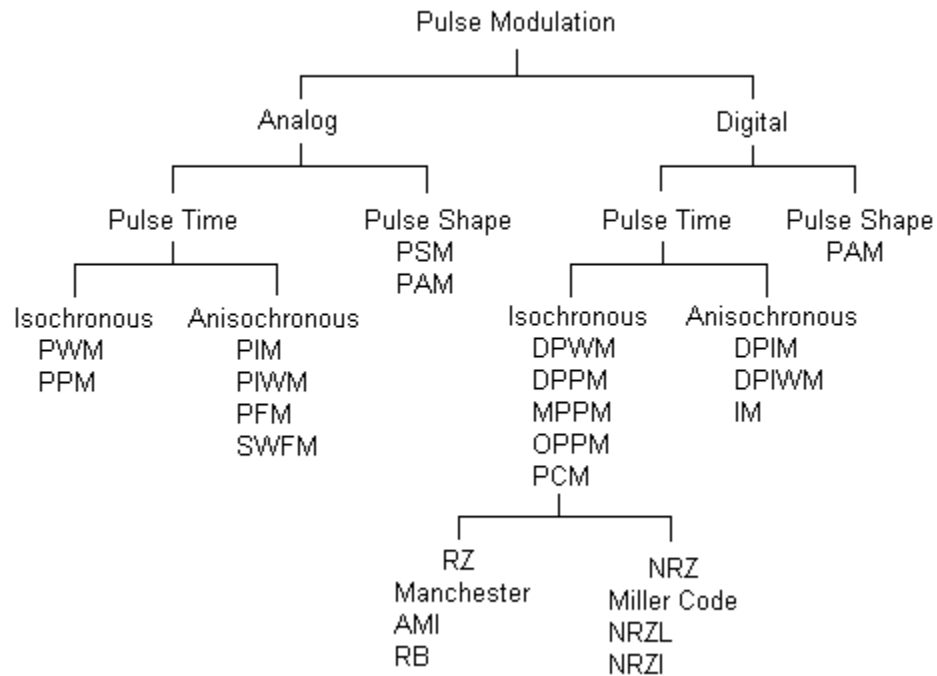 Pulse Modulation
Analog
Digital
Pulse Time
Pulse Shape
PSM
PAM
Pulse Time
Pulse Shape
PAM
Isochronous
PWM
PPM
Anisochronous
PIM
PIWM
PFM
SWFM
Isochronous
DPWM
DPPM
MPPM
OPPM
PCM
Anisochronous
DPIM
DPIWM
IM
RZ
Manchester
AMI
RB
NRZ
Miller Code
NRZL
NRZI